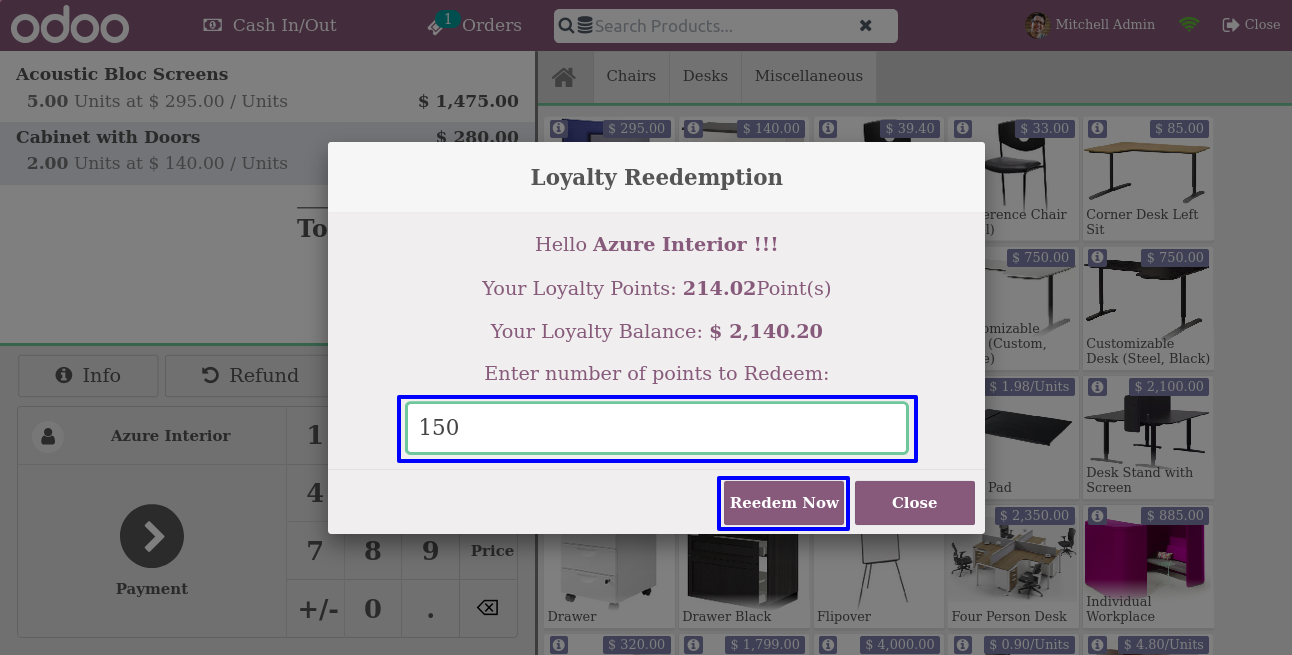 odoo
Cash In/Out
1
Orders
Search Products...
Mitchell Admin
Close
Acoustic Bloc Screens
5.00 Units at $ 295.00 / Units
$ 1,475.00
Cabinet with Doors
$ 280.00
2.00 Units at $ 140.00 / Units
To
Chairs
Desks
Miscellaneous
$ 295.00
$ 140.00
$ 39.40
$ 33.00
$ 85.00
erence Chair
l)
Corner Desk Left
Sit
$ 750.00
$ 750.00
omizable
(Custom,
e)
Customizable
Desk (Steel, Black)
$ 1.98/Units
$ 2,100.00
Pad
Desk Stand with
Screen
$ 2,350.00
$ 885.00
Drawer
Drawer Black
Flipover
Four Person Desk
Individual
Workplace
$ 320.00
$ 1,799.00
$ 4,000.00
$ 0.90/Units
$ 4.80/Units
Loyalty Reedemption
Hello Azure Interior !!!
Your Loyalty Points: 214.02Point(s)
Your Loyalty Balance: $ 2,140.20
Enter number of points to Redeem:
150
Reedem Now
Close
Info
Refund
Azure Interior
1
4
7
8
9
Price
Payment
+/-
0
.